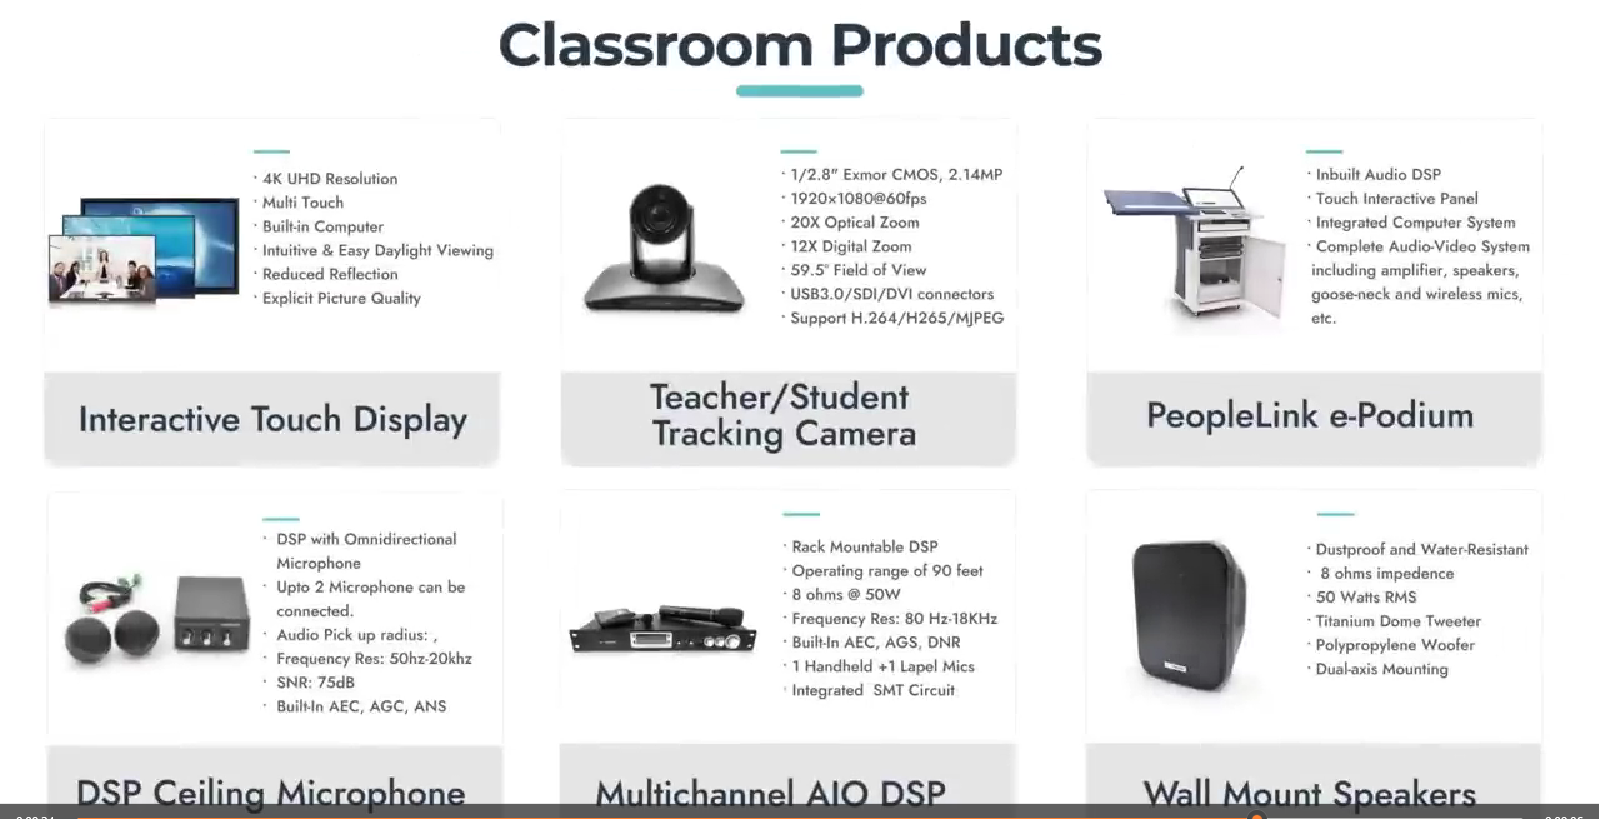 Classroom Products
· 4K UHD Resolution
· Multi Touch
· Built-in Computer
· Intuitive & Easy Daylight Viewing
· Reduced Reflection
· Explicit Picture Quality
Interactive Touch Display
· 1/2.8" Exmor CMOS, 2.14MP
· 1920×1080@60fps
· 20X Optical Zoom
· 12X Digital Zoom
· 59.5° Field of View
· USB3.0/SDI/DVI connectors
· Support H.264/H265/MJPEG
Teacher/Student
Tracking Camera
· Inbuilt Audio DSP
· Touch Interactive Panel
· Integrated Computer System
· Complete Audio-Video System
including amplifier, speakers,
goose-neck and wireless mics,
etc.
PeopleLink e-Podium
· DSP with Omnidirectional
Microphone
· Upto 2 Microphone can be
connected.
· Audio Pick up radius: ,
· Frequency Res: 50hz-20khz
· SNR: 75dB
· Built-In AEC, AGC, ANS
DSP Ceiling Microphone
· Rack Mountable DSP
· Operating range of 90 feet
· 8 ohms @ 50W
· Frequency Res: 80 Hz-18KHz
· Built-In AEC, AGS, DNR
· 1 Handheld +1 Lapel Mics
· Integrated SMT Circuit
Multichannel AIO DSP
· Dustproof and Water-Resistant
· 8 ohms impedence
· 50 Watts RMS
· Titanium Dome Tweeter
· Polypropylene Woofer
· Dual-axis Mounting
Wall Mount Speakers